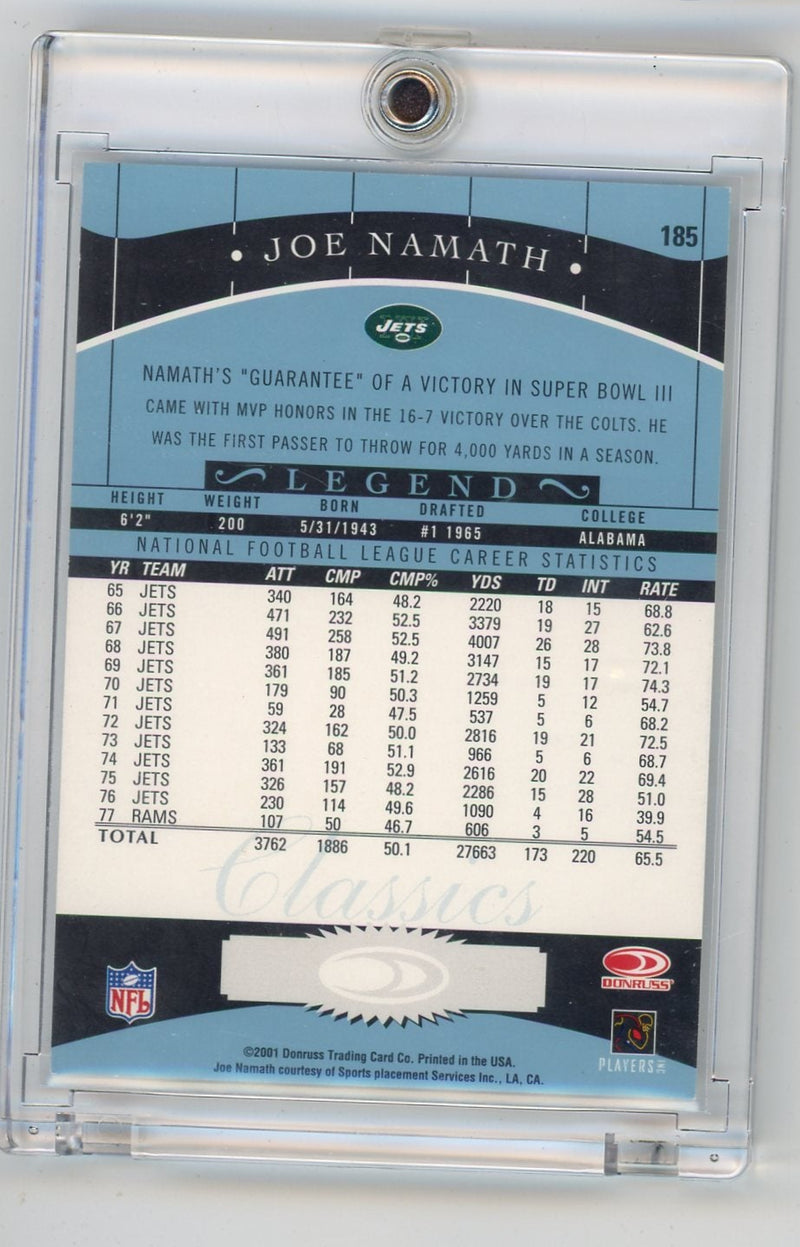 185
• JOE NAMATH •
JETS
NAMATH'S "GUARANTEE" OF A VICTORY IN SUPER BOWL III
CAME WITH MVP HONORS IN THE 16-7 VICTORY OVER THE COLTS. HE
WAS THE FIRST PASSER TO THROW FOR 4,000 YARDS IN A SEASON.
LEGEND
HEIGHT WEIGHT BORN DRAFTED COLLEGE
6'2" 200 5/31/1943 #1 1965 ALABAMA
NATIONAL FOOTBALL LEAGUE CAREER STATISTICS
YR TEAM ATT CMP CMP% YDS TD INT RATE
65 JETS 340 164 48.2 2220 18 15 68.8
66 JETS 471 232 52.5 3379 19 27 62.6
67 JETS 491 258 52.5 4007 26 28 73.8
68 JETS 380 187 49.2 3147 15 17 72.1
69 JETS 361 185 51.2 2734 19 17 74.3
70 JETS 179 90 50.3 1259 5 12 54.7
71 JETS 59 28 47.5 537 5 6 68.2
72 JETS 324 162 50.0 2816 19 21 72.5
73 JETS 133 68 51.1 966 5 6 68.7
74 JETS 361 191 52.9 2616 20 22 69.4
75 JETS 326 157 48.2 2286 15 28 51.0
76 JETS 230 114 49.6 1090 4 16 39.9
77 RAMS 107 50 46.7 606 3 5 54.5
TOTAL 3762 1886 50.1 27663 173 220 65.5
Classics
NFL
DONRUSS
PLAYERS INC
©2001 Donruss Trading Card Co. Printed in the USA.
Joe Namath courtesy of Sports placement Services Inc., LA, CA.